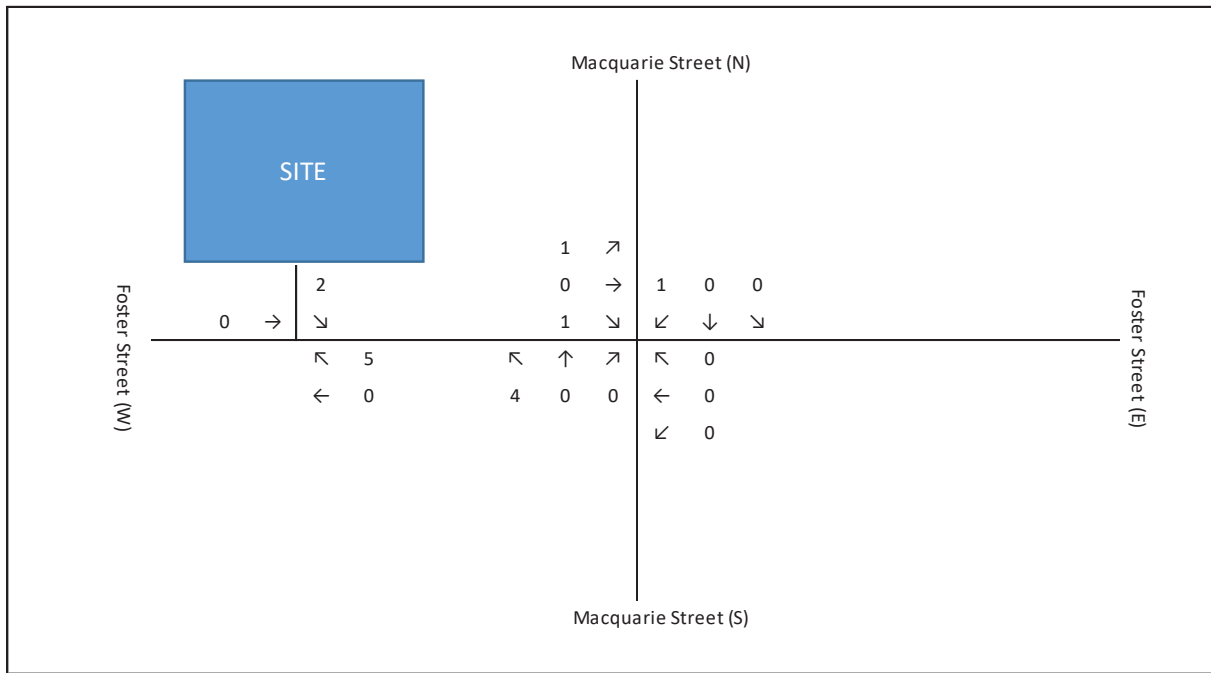 Macquarie Street (N)
SITE
1 ↗
2 0 → 1 0 0
0 → ↘ 1 ↘ ↙ ↓ ↘
Foster Street (W)
Foster Street (E)
↖ 5 ↖ ↑ ↗ ↖ 0
← 0 4 0 0 ← 0
↙ 0
Macquarie Street (S)